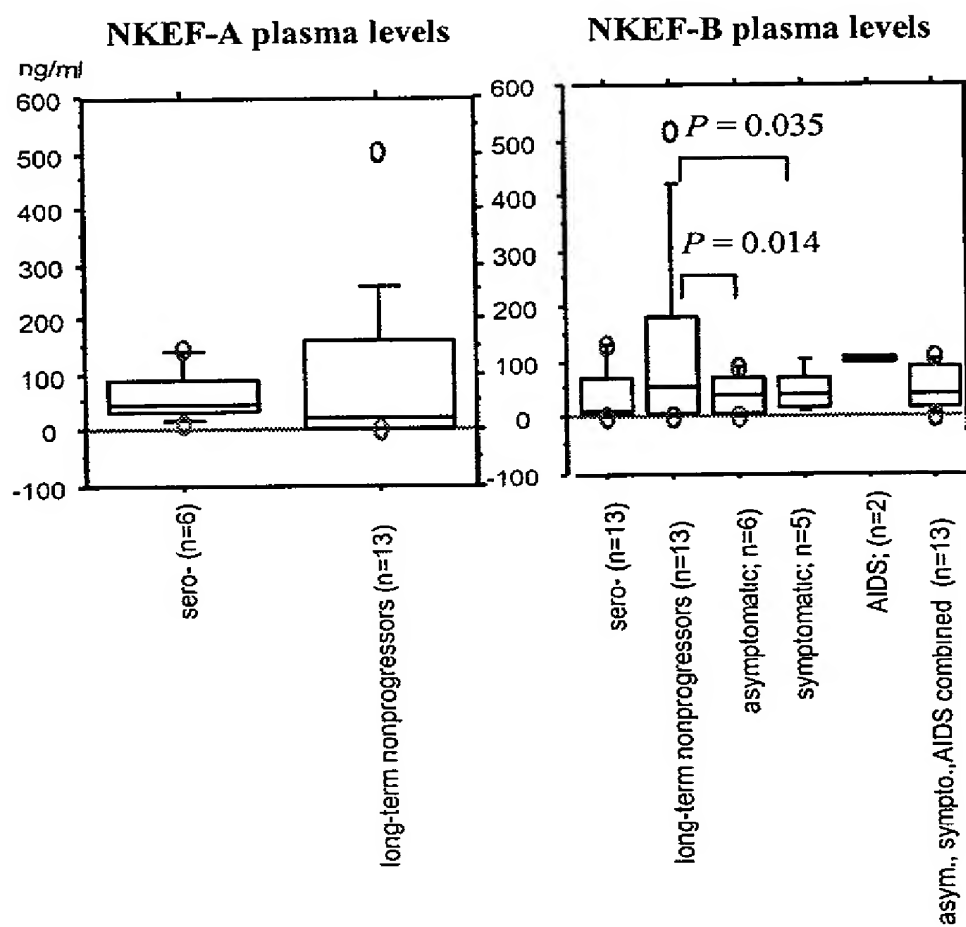 NKEF-A plasma levels
NKEF-B plasma levels
ng/ml
600
500
400
300
200
100
0
-100
600
500
400
300
200
100
0
-100
P = 0.035
P = 0.014
sero- (n=6)
long-term nonprogressors (n=13)
sero- (n=13)
long-term nonprogressors (n=13)
asymptomatic; n=6)
symptomatic; n=5)
AIDS; (n=2)
asym., sympto.,AIDS combined (n=13)